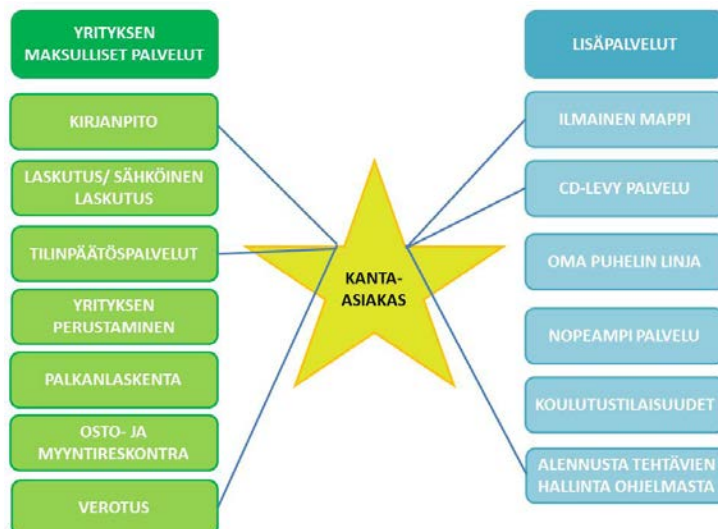 YRITYKSEN
MAKSULLISET PALVELUT
KIRJANPITO
LASKUTUS/ SÄHKÖINEN
LASKUTUS
TILINPÄÄTÖSPALVELUT
YRITYKSEN
PERUSTAMINEN
PALKANLASKENTA
OSTO- JA
MYYNTIRESKONTRA
VEROTUS
KANTA-
ASIAKAS
LISÄPALVELUT
ILMAINEN MAPPI
CD-LEVY PALVELU
OMA PUHELIN LINJA
NOPEAMPI PALVELU
KOULUTUSTILAISUUDET
ALENNUSTA TEHTÄVIEN
HALLINTA OHJELMASTA